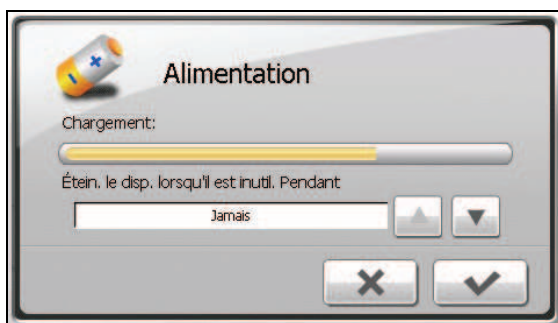 Alimentation
Chargement:
Étein. le disp. lorsqu'il est inutil. Pendant
Jamais